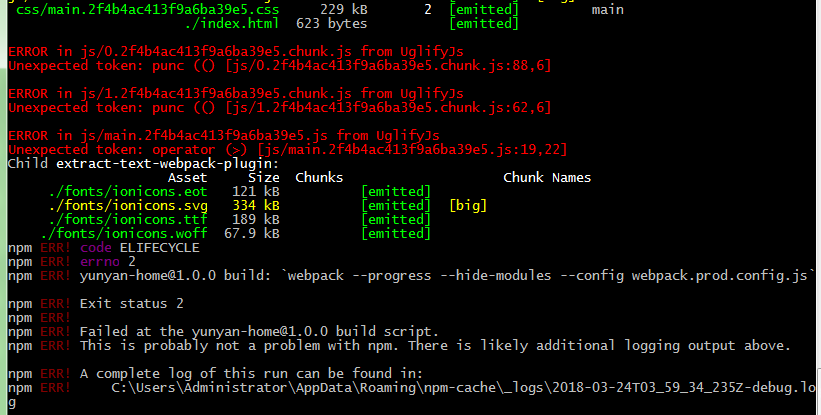 css/main.2f4b4ac413f9a6ba39e5.css 229 kB 2 [emitted] main
./index.html 623 bytes [emitted]
ERROR in js/0.2f4b4ac413f9a6ba39e5.chunk.js from UglifyJs
Unexpected token: punc (() [js/0.2f4b4ac413f9a6ba39e5.chunk.js:88,6]
ERROR in js/1.2f4b4ac413f9a6ba39e5.chunk.js from UglifyJs
Unexpected token: punc (() [js/1.2f4b4ac413f9a6ba39e5.chunk.js:62,6]
ERROR in js/main.2f4b4ac413f9a6ba39e5.js from UglifyJs
Unexpected token: operator (>) [js/main.2f4b4ac413f9a6ba39e5.js:19,22]
Child extract-text-webpack-plugin:
Asset Size Chunks Chunk Names
./fonts/ionicons.eot 121 kB [emitted]
./fonts/ionicons.svg 334 kB [emitted] [big]
./fonts/ionicons.ttf 189 kB [emitted]
./fonts/ionicons.woff 67.9 kB [emitted]
npm ERR! code ELIFECYCLE
npm ERR! errno 2
npm ERR! yunyan-home@1.0.0 build: `webpack --progress --hide-modules --config webpack.prod.config.js`
npm ERR! Exit status 2
npm ERR!
npm ERR! Failed at the yunyan-home@1.0.0 build script.
npm ERR! This is probably not a problem with npm. There is likely additional logging output above.
npm ERR! A complete log of this run can be found in:
npm ERR! C:\Users\Administrator\AppData\Roaming\npm-cache\_logs\2018-03-24T03_59_34_235Z-debug.lo
g